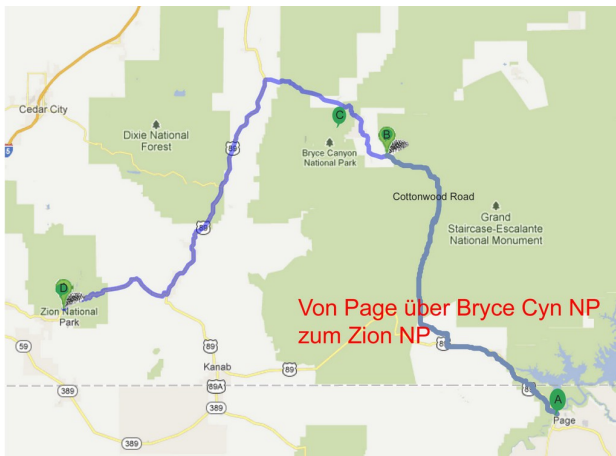 Cedar City
Dixie National
Forest
89
C
B
Bryce Canyon
National Park
Cottonwood Road
Grand
Staircase-Escalante
National Monument
89
D
Zion National
Park
Von Page über Bryce Cyn NP
zum Zion NP
59
89
Kanab
89
89A
389
389
389
A
Page